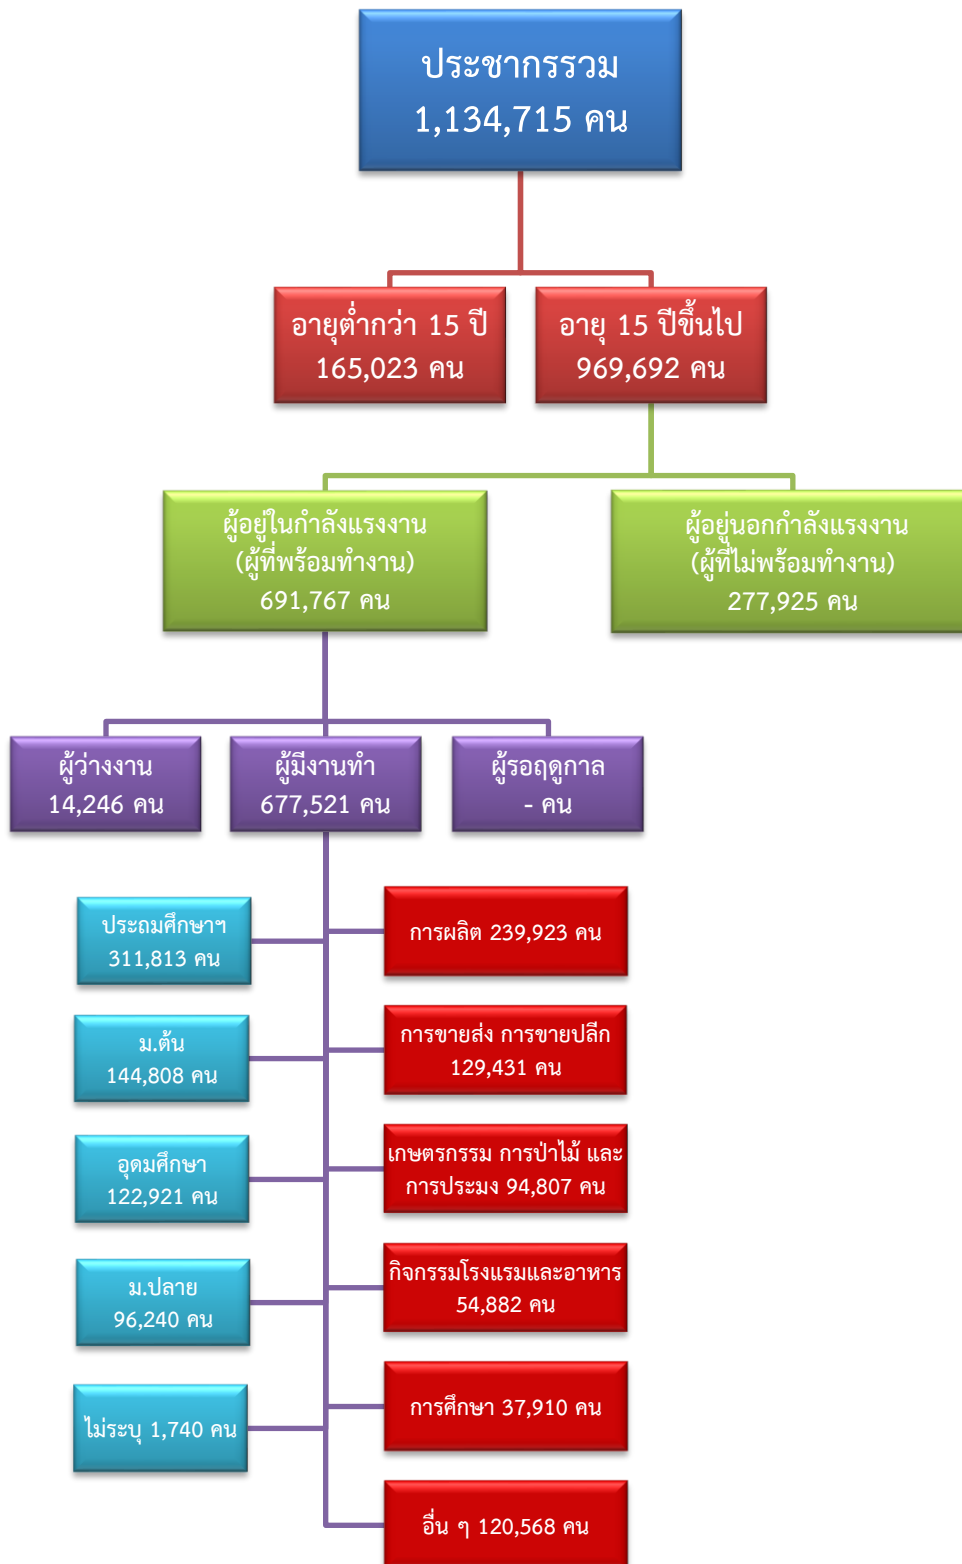 ประชากรรวม
1,134,715 คน
อายุต่ำกว่า 15 ปี
165,023 คน
อายุ 15 ปีขึ้นไป
969,692 คน
ผู้อยู่ในกำลังแรงงาน
(ผู้ที่พร้อมทำงาน)
691,767 คน
ผู้อยู่นอกกำลังแรงงาน
(ผู้ที่ไม่พร้อมทำงาน)
277,925 คน
ผู้ว่างงาน
14,246 คน
ผู้มีงานทำ
677,521 คน
ผู้รอฤดูกาล
- คน
ประถมศึกษาฯ
311,813 คน
ม.ต้น
144,808 คน
อุดมศึกษา
122,921 คน
ม.ปลาย
96,240 คน
ไม่ระบุ 1,740 คน
การผลิต 239,923 คน
การขายส่ง การขายปลีก
129,431 คน
เกษตรกรรม การป่าไม้ และ
การประมง 94,807 คน
กิจกรรมโรงแรมและอาหาร
54,882 คน
การศึกษา 37,910 คน
อื่น ๆ 120,568 คน